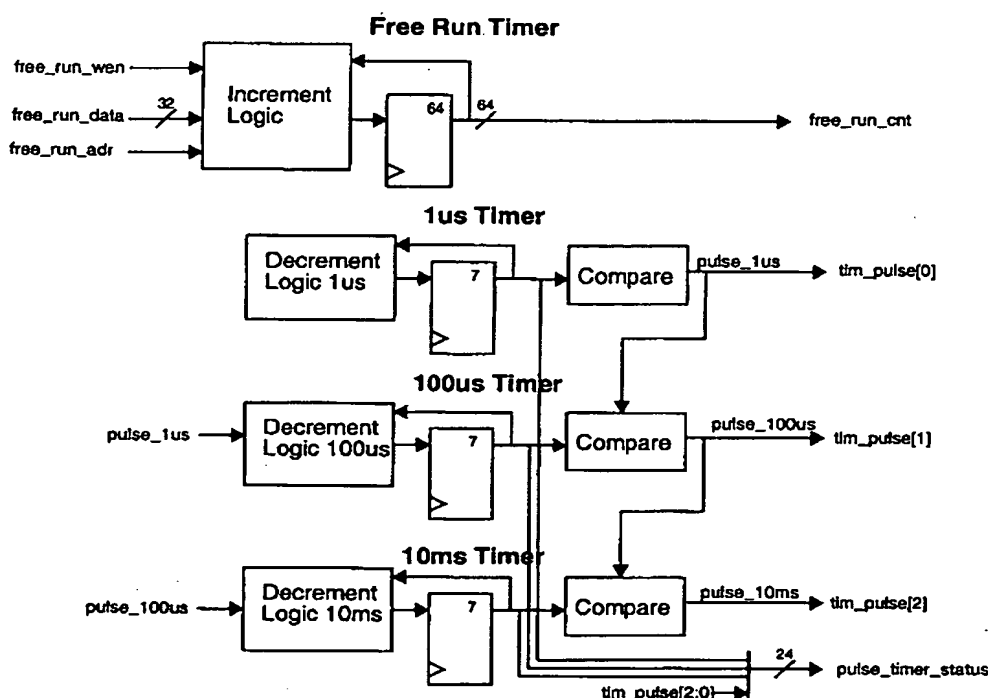 Free Run Timer
free_run_wen
free_run_data
32
free_run_adr
Increment
Logic
64
64
free_run_cnt
1us Timer
Decrement
Logic 1us
7
Compare
pulse_1us
tim_pulse[0]
100us Timer
pulse_1us
Decrement
Logic 100us
7
Compare
pulse_100us
tim_pulse[1]
10ms Timer
pulse_100us
Decrement
Logic 10ms
7
Compare
pulse_10ms
tim_pulse[2]
24
pulse_timer_status
tim_pulse[2:0]